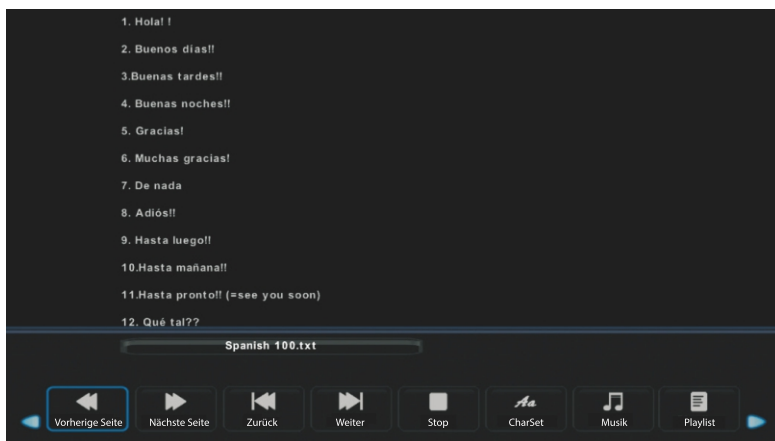 1. Hola! !
2. Buenos días!!
3.Buenas tardes!!
4. Buenas noches!!
5. Gracias!
6. Muchas gracias!
7. De nada
8. Adiós!!
9. Hasta luego!!
10.Hasta mañana!!
11.Hasta pronto!! (=see you soon)
12. Qué tal??
Spanish 100.txt
Vorherige Seite Nächste Seite Zurück Weiter Stop CharSet Musik Playlist